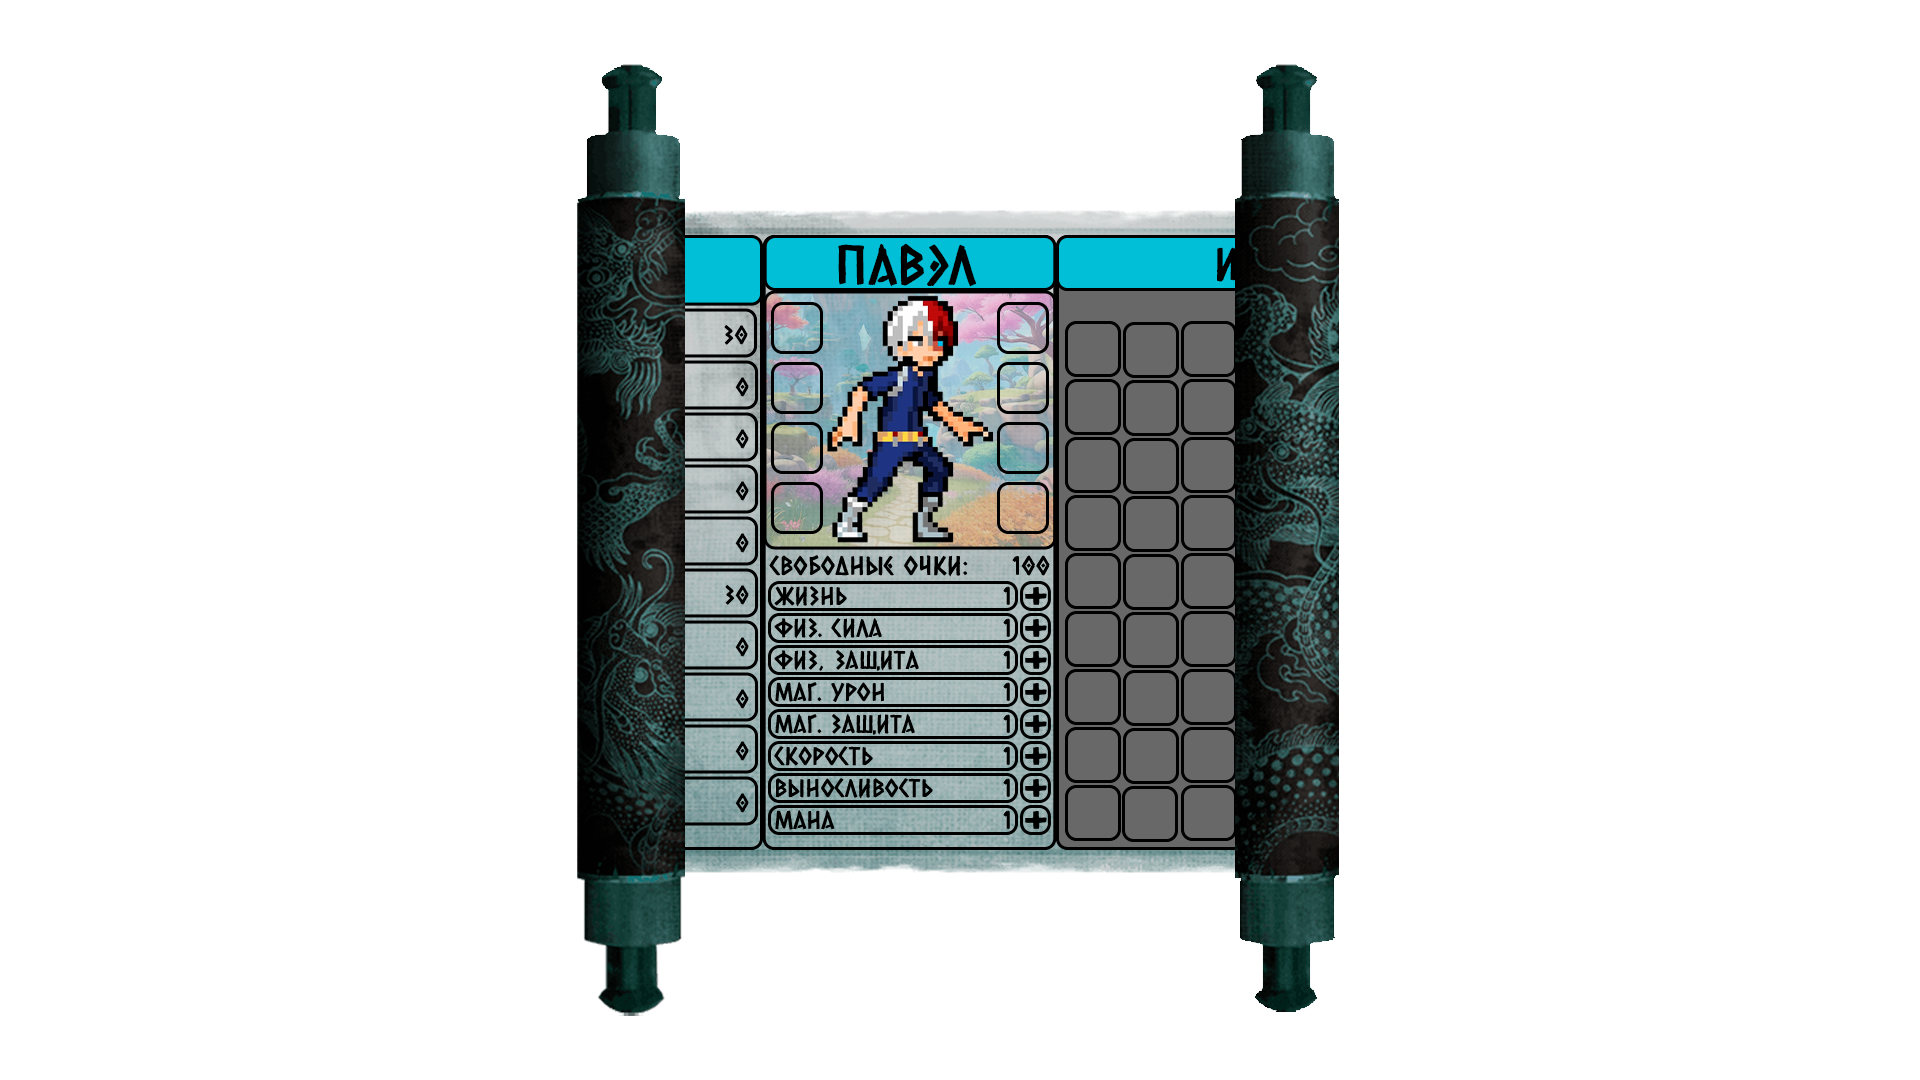 ПАВЭЛ
И
30
0
0
0
0
30
0
0
0
0
СВОБОДНЫЕ ОЧКИ: 100
ЖИЗНЬ 1 +
ФИЗ. СИЛА 1 +
ФИЗ. ЗАЩИТА 1 +
МАГ. УРОН 1 +
МАГ. ЗАЩИТА 1 +
СКОРОСТЬ 1 +
ВЫНОСЛИВОСТЬ 1 +
МАНА 1 +